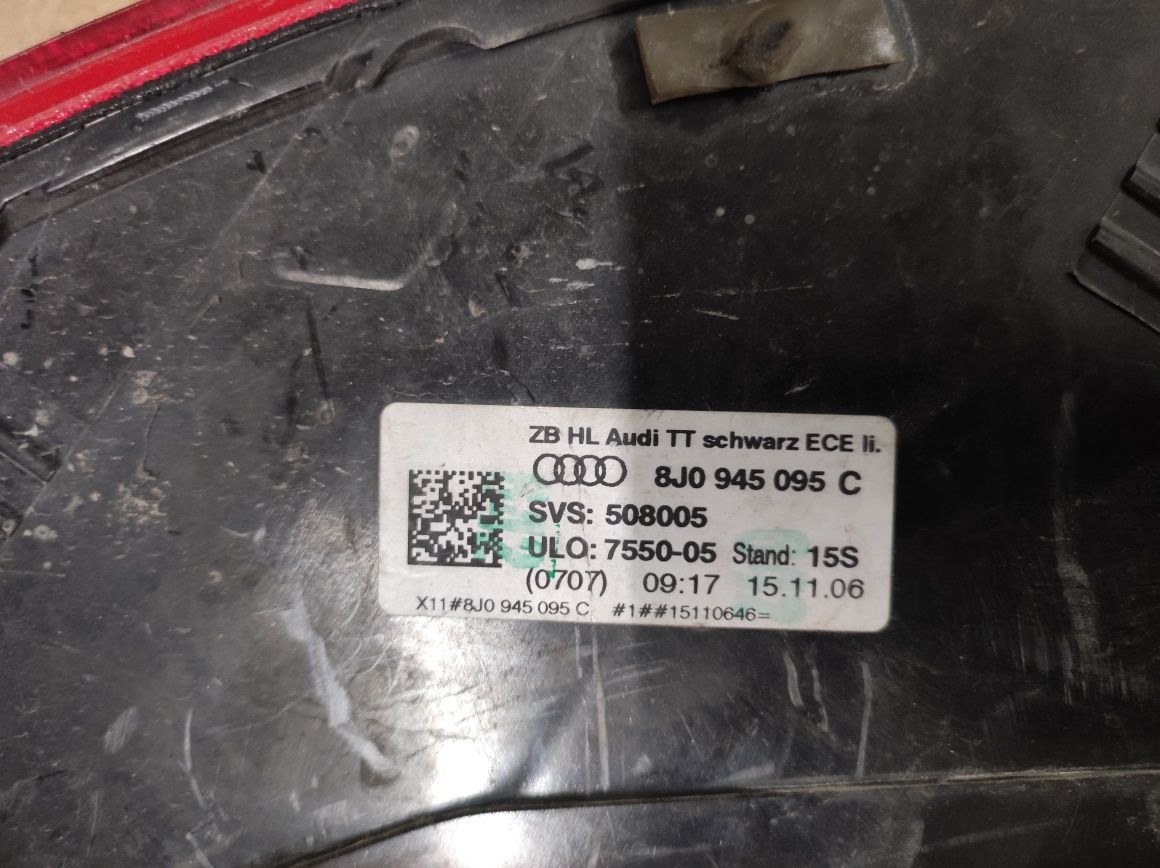 ZB HL Audi TT schwarz ECE li.
8J0 945 095 C
SVS: 508005
ULO: 7550-05 Stand: 15S
(0707) 09:17 15.11.06
X11#8J0 945 095 C #1##15110646=